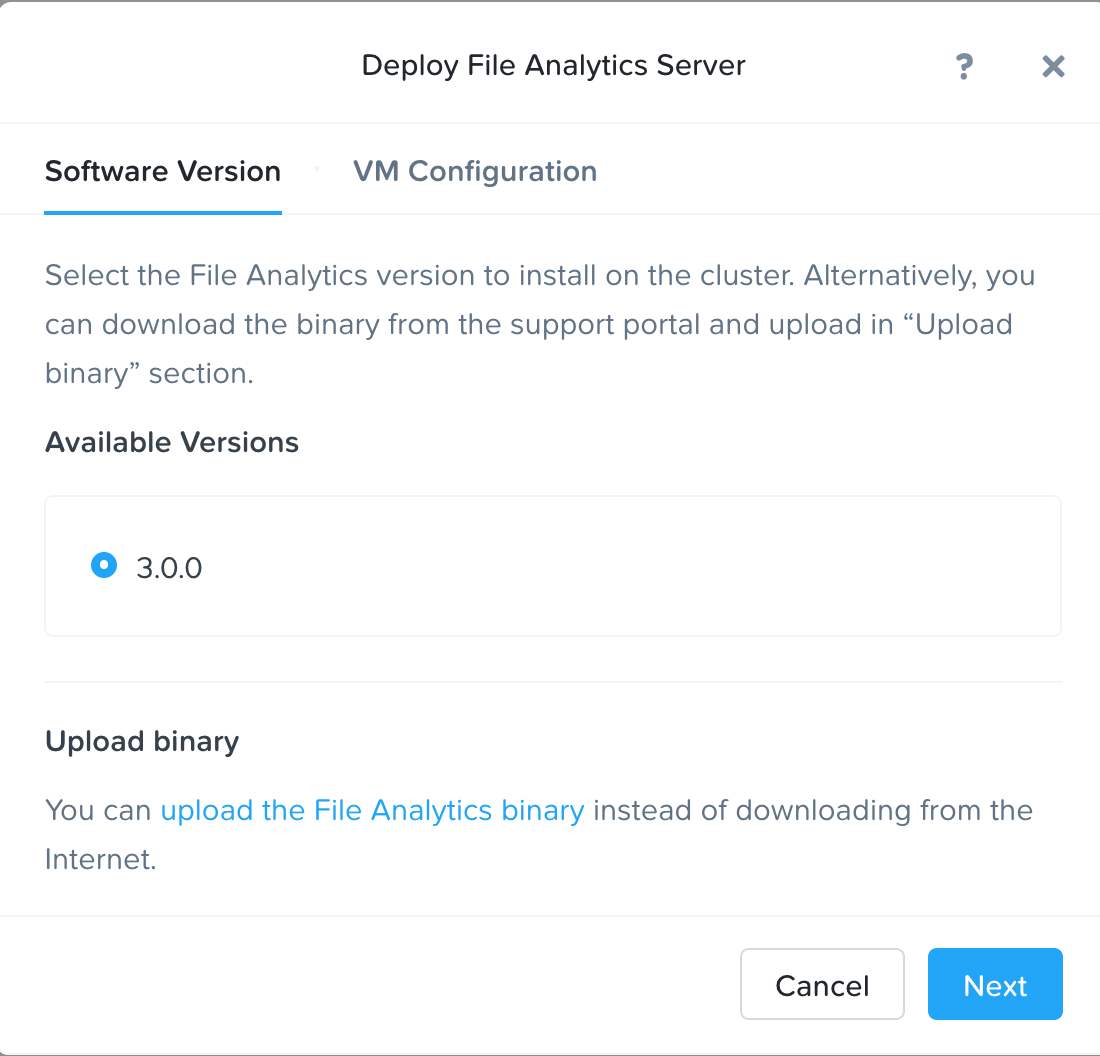 Deploy File Analytics Server
?
Software Version
VM Configuration
Select the File Analytics version to install on the cluster. Alternatively, you
can download the binary from the support portal and upload in “Upload
binary” section.
Available Versions
3.0.0
Upload binary
You can upload the File Analytics binary instead of downloading from the
Internet.
Cancel
Next